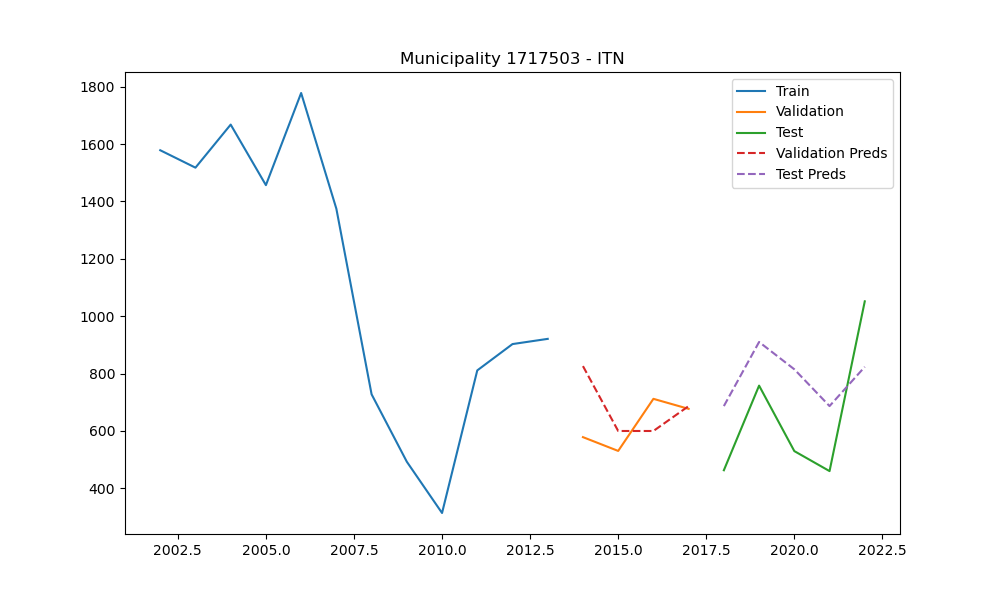 Municipality 1717503 - ITN
Train
Validation
Test
Validation Preds
Test Preds
1800
1600
1400
1200
1000
800
600
400
2002.5 2005.0 2007.5 2010.0 2012.5 2015.0 2017.5 2020.0 2022.5